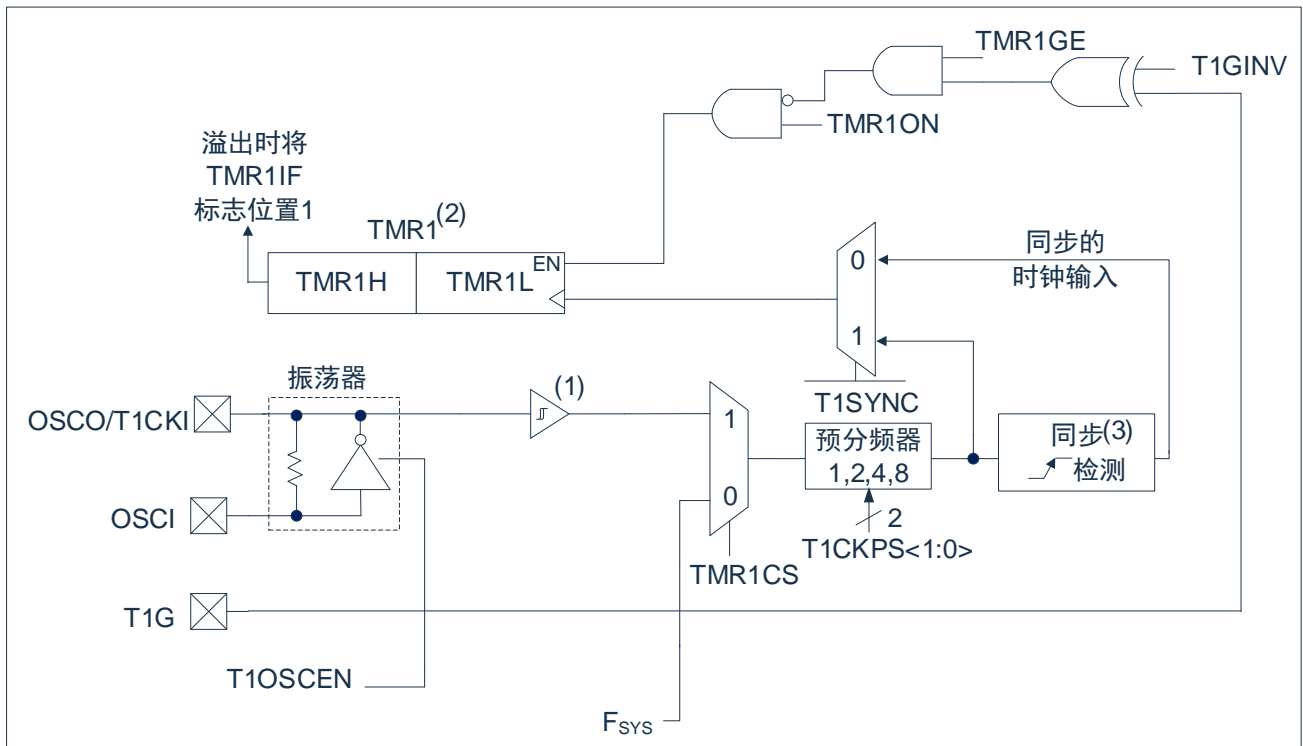 TMR1GE
T1GINV
TMR1ON
溢出时将
TMR1IF
标志位置1
TMR1(2)
EN
TMR1H
TMR1L
0
1
同步的
时钟输入
T1SYNC
振荡器
(1)
OSCO/T1CKI
OSCI
1
0
TMR1CS
预分频器
1,2,4,8
2
T1CKPS<1:0>
同步(3)
检测
T1G
T1OSCEN
FSYS